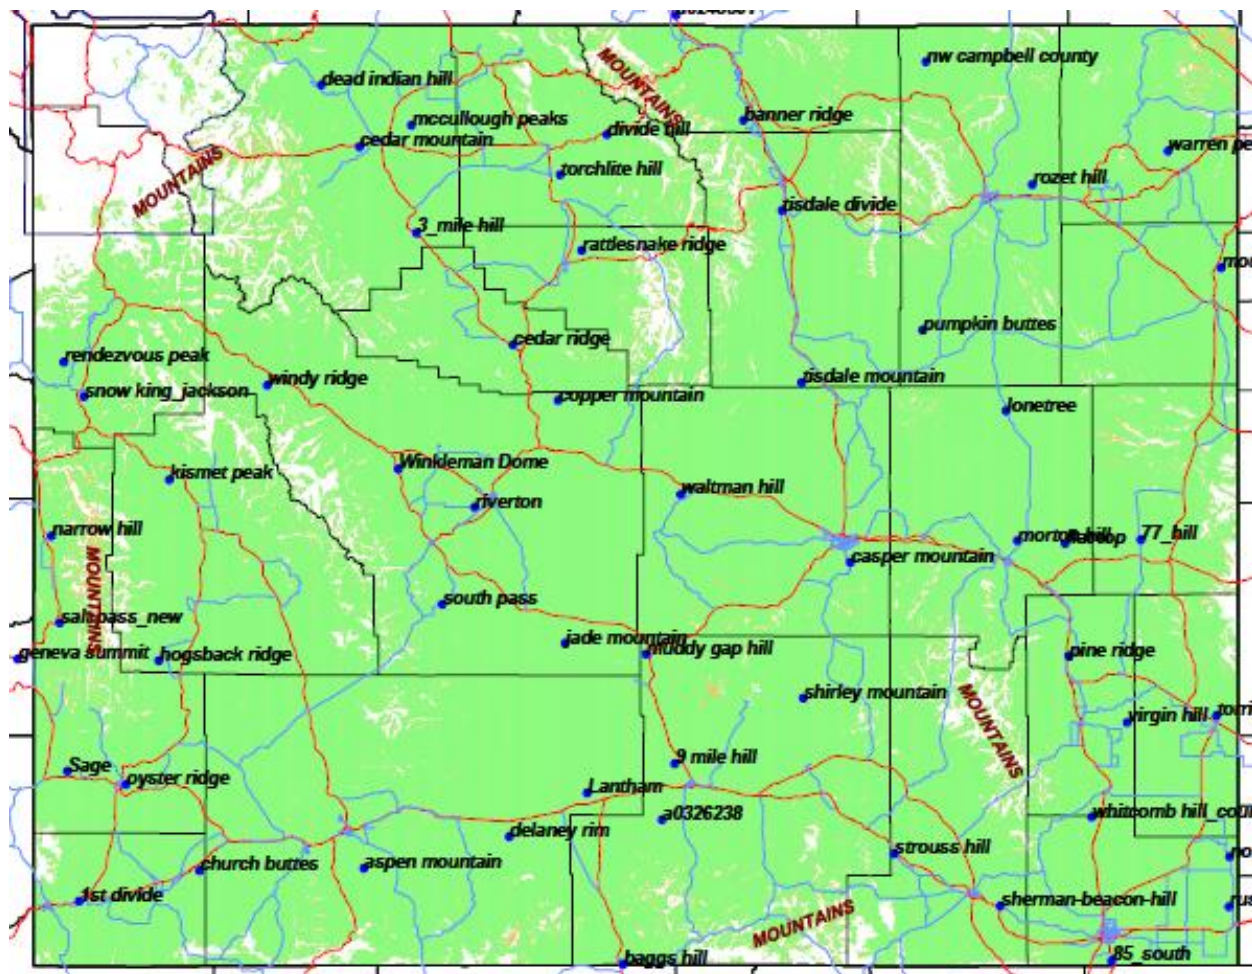 MOUNTAINS
nw campbell county
dead indian hill
mccullough peaks
banner ridge
divide hill
cedar mountain
MOUNTAINS
torchlite hill
rozet hill
tisdale divide
3_mile hill
rattlesnake ridge
pumpkin buttes
cedar ridge
rendezvous peak
windy ridge
tisdale mountain
snow king_jackson
copper mountain
lonetree
Winkleman Dome
kismet peak
waltman hill
riverton
narrow hill
77_hill
casper mountain
MOUNTINS
south pass
salt pass_new
jade mountain
muddy gap hill
geneva summit
hogsback ridge
pine ridge
shirley mountain
MOUNTAINS
virgin hill
9 mile hill
Sage
oyster ridge
Lantham
a0326238
delaney rim
strouss hill
church buttes
aspen mountain
1st divide
sherman-beacon-hill
MOUNTAINS
baggs hill
85_south